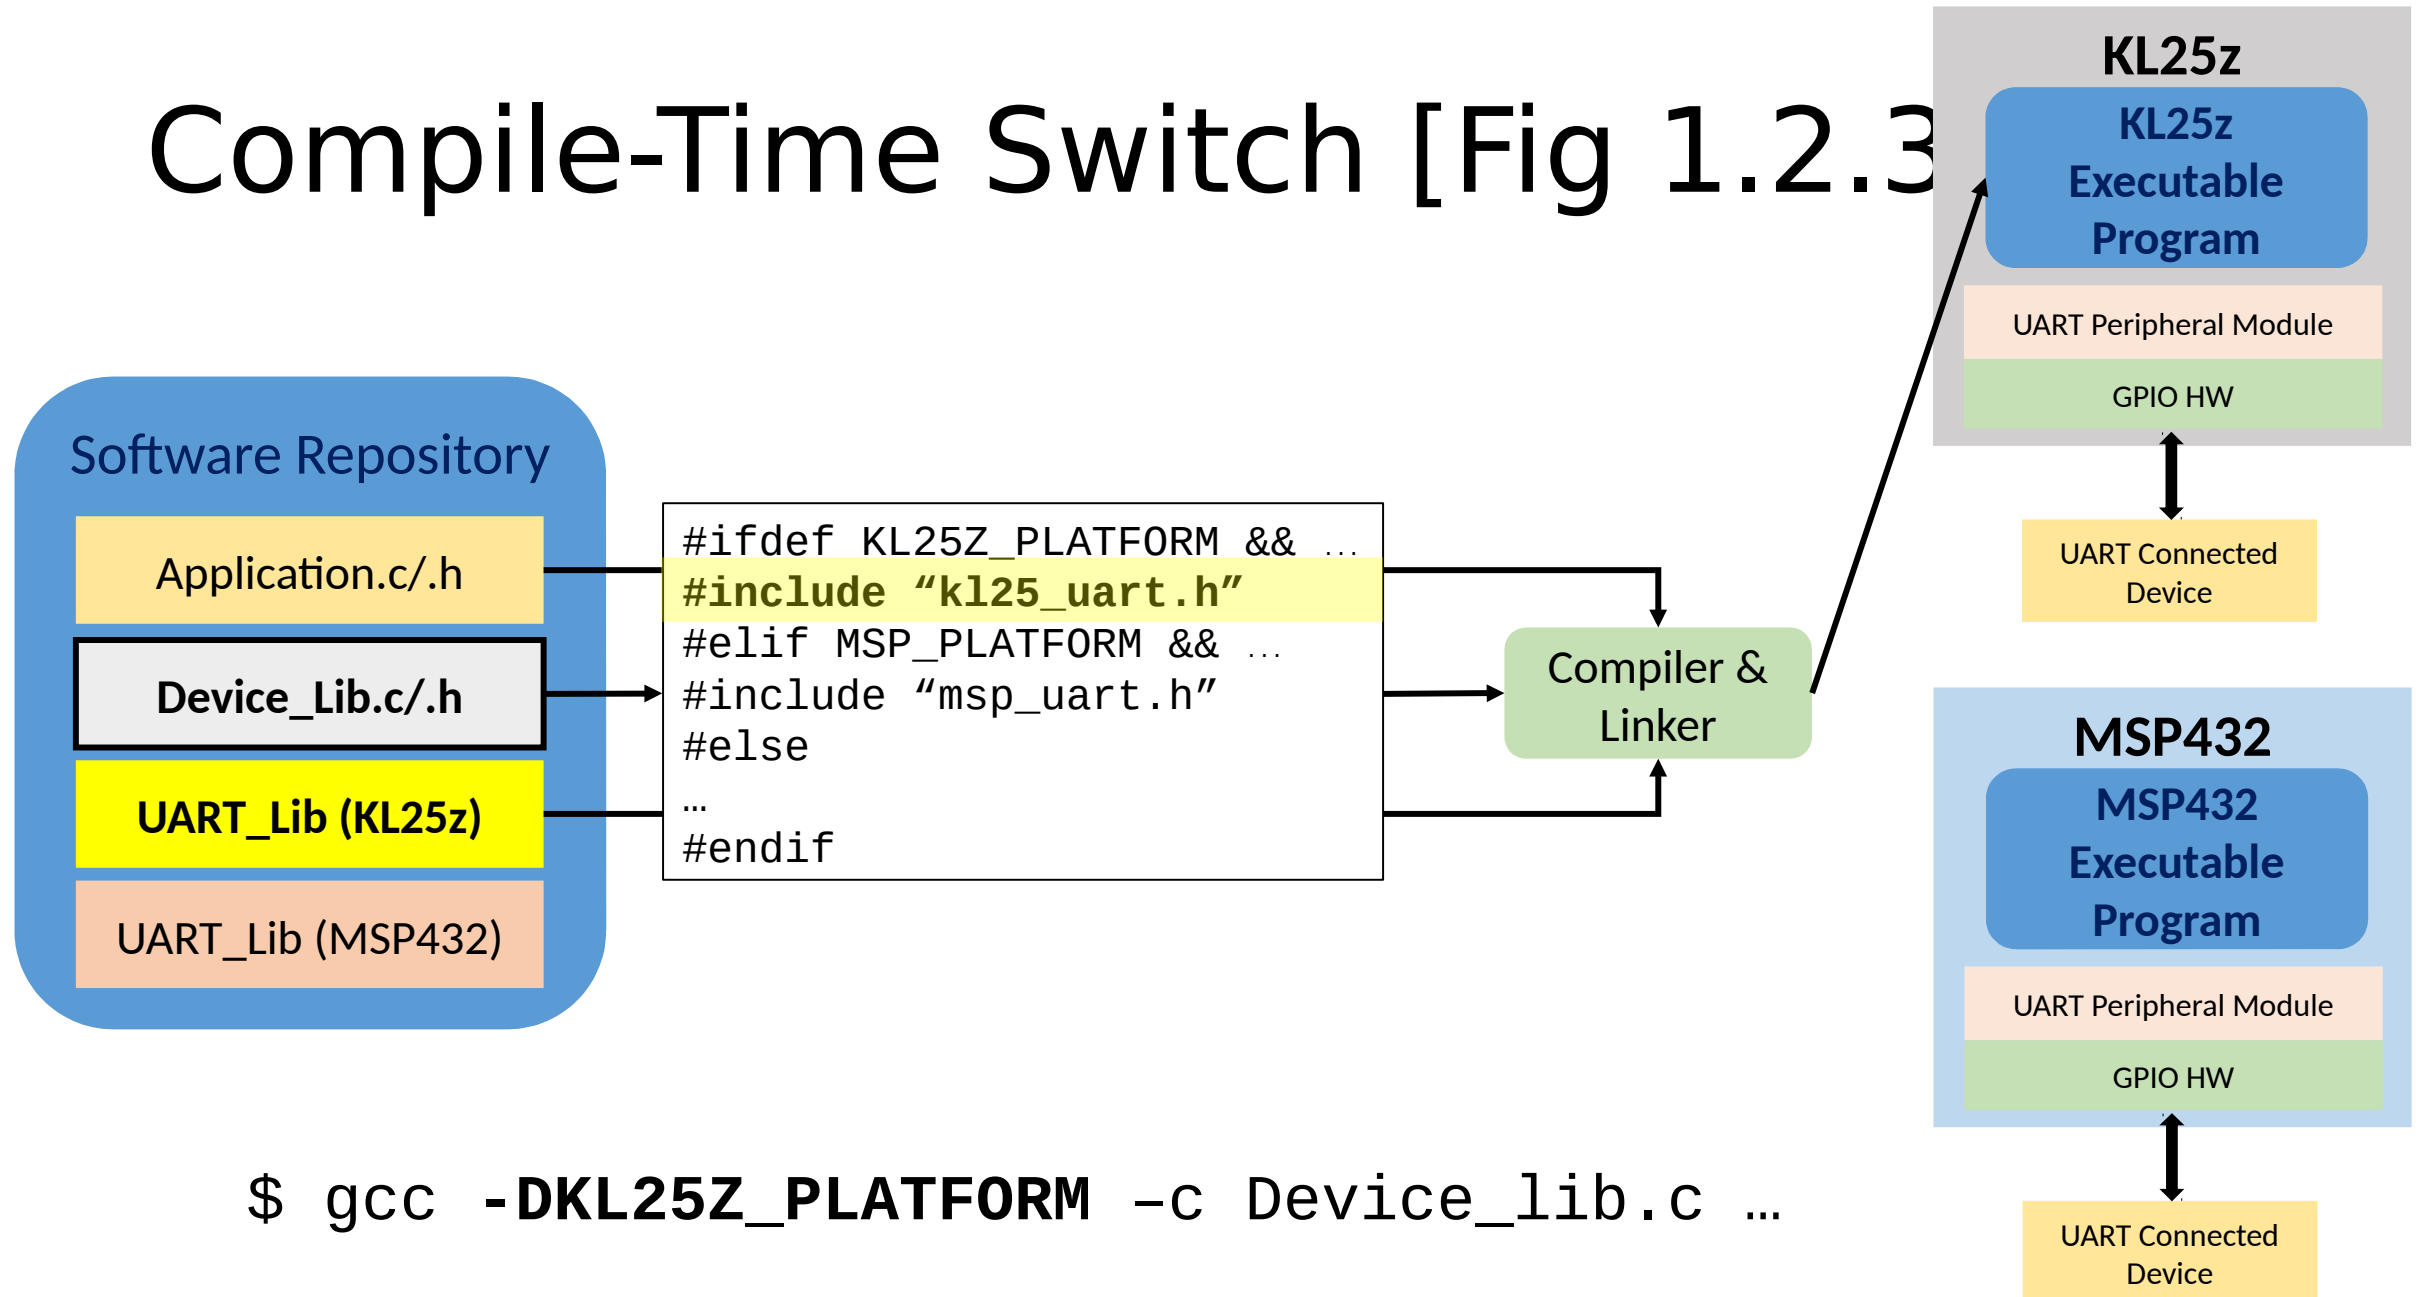 Compile-Time Switch [Fig 1.2.3
Software Repository
Application.c/.h
Device_Lib.c/.h
UART_Lib (KL25z)
UART_Lib (MSP432)
#ifdef KL25Z_PLATFORM && ...
#include “kl25_uart.h”
#elif MSP_PLATFORM && ...
#include “msp_uart.h”
#else
…
#endif
Compiler &
Linker
KL25z
KL25z
Executable
Program
UART Peripheral Module
GPIO HW
UART Connected
Device
MSP432
MSP432
Executable
Program
UART Peripheral Module
GPIO HW
UART Connected
Device
$ gcc -DKL25Z_PLATFORM –c Device_lib.c …